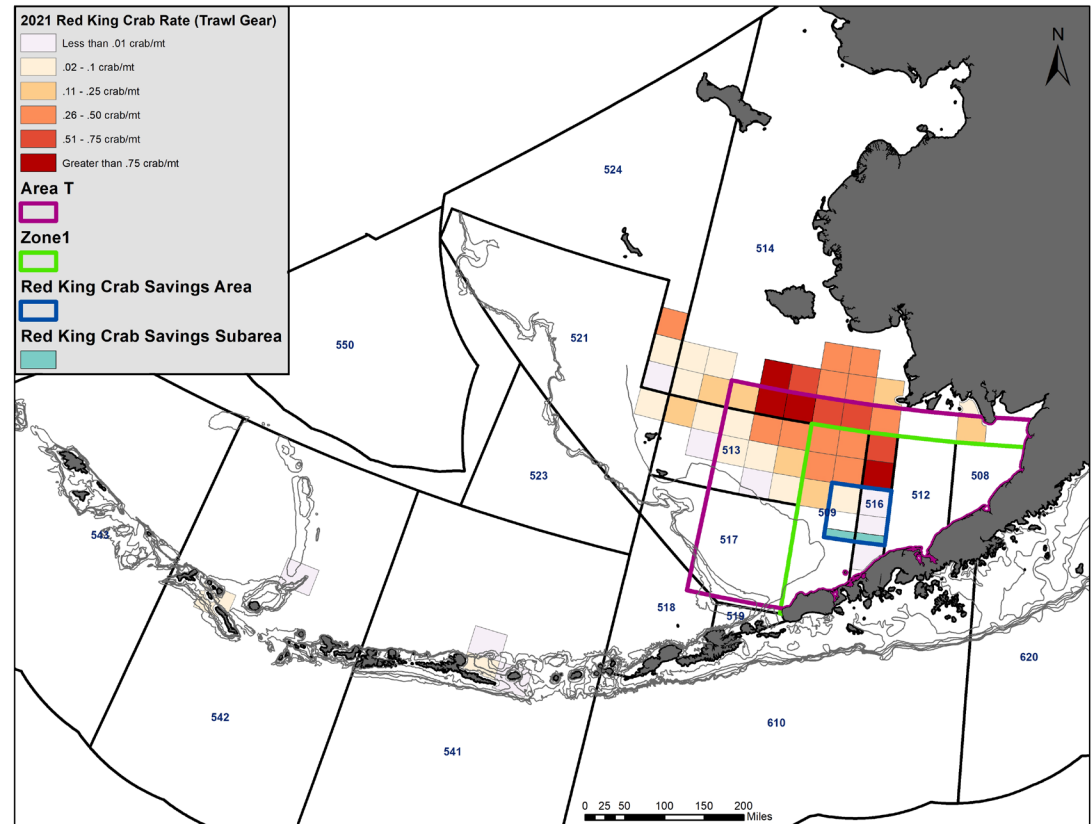 2021 Red King Crab Rate (Trawl Gear)
Less than .01 crab/mt
.02 - .1 crab/mt
.11 - .25 crab/mt
.26 - .50 crab/mt
.51 - .75 crab/mt
Greater than .75 crab/mt
Area T
Zone1
Red King Crab Savings Area
Red King Crab Savings Subarea
N
524
514
521
550
513
508
523
516
512
509
517
543
518
519
620
542
610
541
0 25 50 100 150 200
Miles